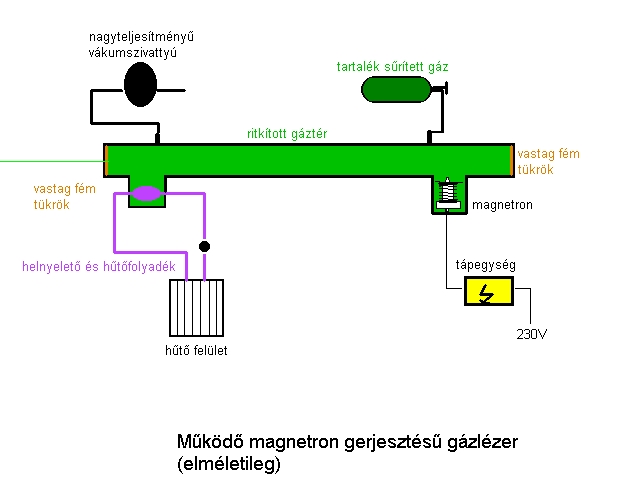 nagyteljesítményű
vákumszivattyú
tartalék sűrített gáz
ritkított gáztér
vastag fém
tükrök
vastag fém
tükrök
magnetron
helnyelető és hűtőfolyadék
tápegység
230V
hűtő felület
Működő magnetron gerjesztésű gázlézer
(elméletileg)